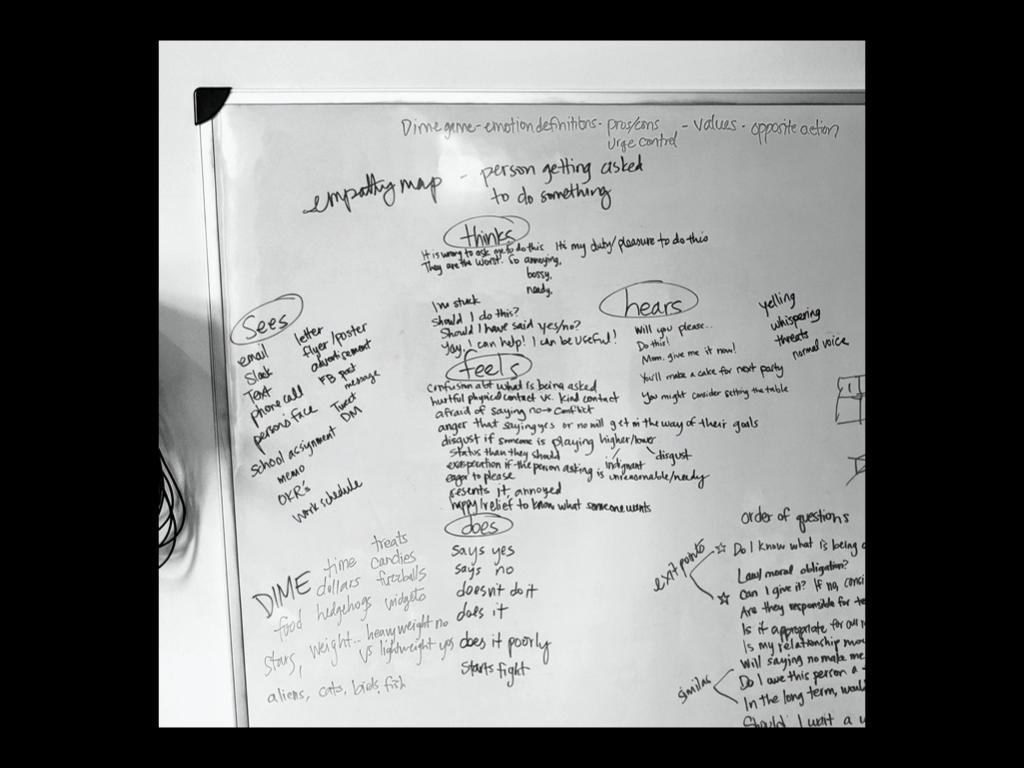 Dime game - emotion definitions - pros/cons - values - opposite action
urge control
empathy map - person getting asked
to do something
thinks
It is wrong to ask me to do this It's my duty/pleasure to do this
They are the worst. So annoying,
bossy,
needy,
I'm stuck
Should I do this?
Should I have said yes/no?
Yay, I can help! I can be useful!
Sees
email letter
Slack flyer/poster
Text advertisement
phone call FB post
person's face message
Tweet
DM
school assignment
memo
OKR's
work schedule
hears
Will you please...
Do this!
Mom, give me it now!
You'll make a cake for next party
You might consider setting the table
yelling
whispering
threats
normal voice
feels
confusion abt what is being asked
hurtful physical contact vs. kind contact
afraid of saying no → conflict
anger that saying yes or no will get in the way of their goals
disgust if someone is playing higher/lower
status than they should
indignant disgust
exasperation if the person asking is unreasonable/needy
eager to please
resents it, annoyed
happy/relief to know what someone wants
does
says yes
says no
doesn't do it
does it
does it poorly
starts fight
DIME
time treats
dollars candies
food hedgehogs fuzzballs
widgets
stars, weight.. heavyweight no
vs lightweight yes
aliens, cats, birds, fish
Order of questions
exit points
☆ Do I know what is being
Law/moral obligation?
☆ Can I give it? If no,
Are they responsible for
Is it appropriate for
Is my relationship
Will saying no make me
similar
Do I owe this person a
In the long term,
Should I wait a